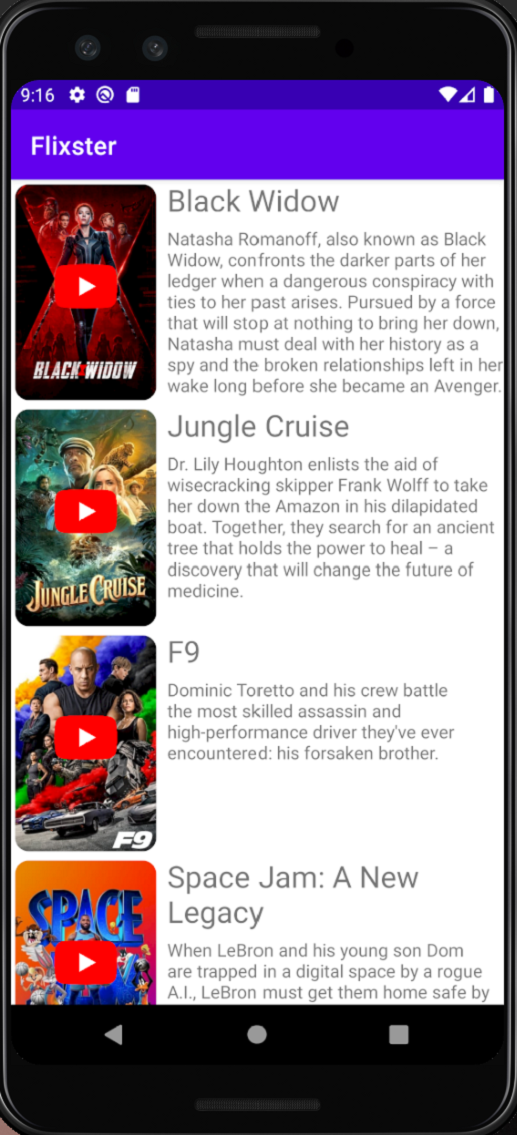 9:16
Flixster
Black Widow
Natasha Romanoff, also known as Black
Widow, confronts the darker parts of her
ledger when a dangerous conspiracy with
ties to her past arises. Pursued by a force
that will stop at nothing to bring her down,
Natasha must deal with her history as a
spy and the broken relationships left in her
wake long before she became an Avenger.
BLACK WIDOW
Jungle Cruise
Dr. Lily Houghton enlists the aid of
wisecracking skipper Frank Wolff to take
her down the Amazon in his dilapidated
boat. Together, they search for an ancient
tree that holds the power to heal – a
discovery that will change the future of
medicine.
JUNGLE CRUISE
F9
Dominic Toretto and his crew battle
the most skilled assassin and
high-performance driver they've ever
encountered: his forsaken brother.
F9
Space Jam: A New
Legacy
When LeBron and his young son Dom
are trapped in a digital space by a rogue
A.I., LeBron must get them home safe by
SPACE